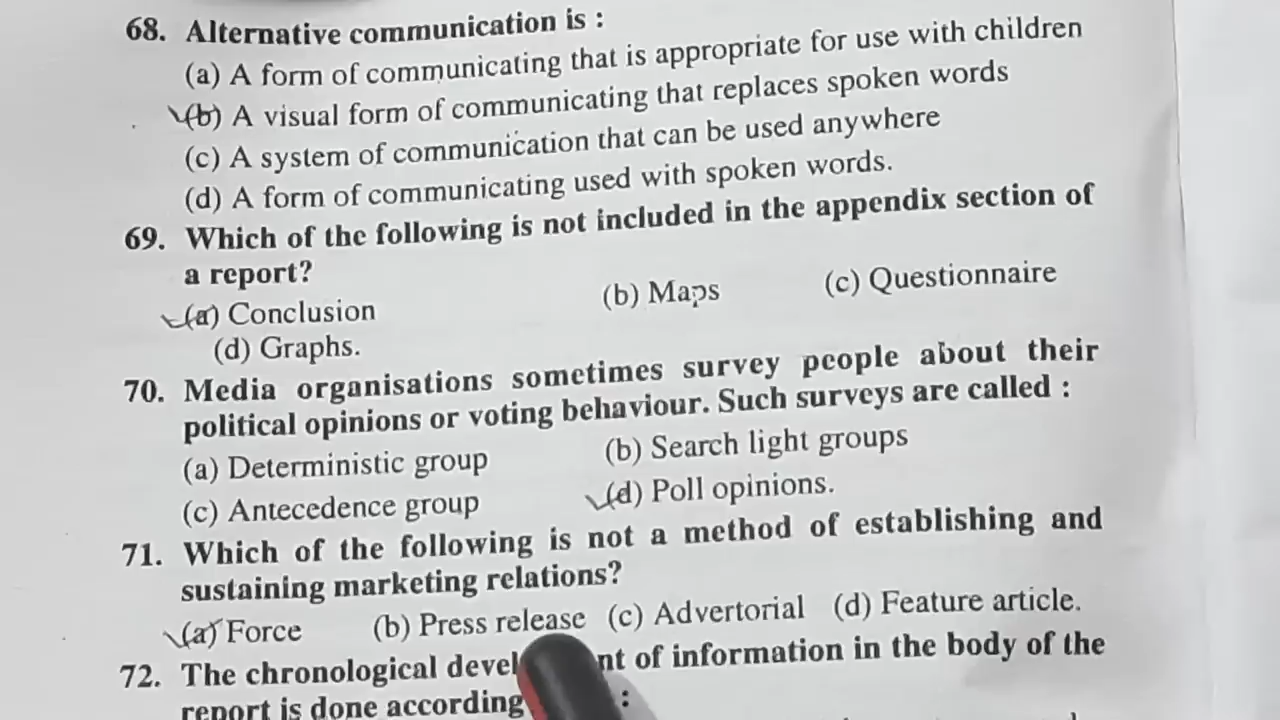 68. Alternative communication is :
(a) A form of communicating that is appropriate for use with children
(b) A visual form of communicating that replaces spoken words
(c) A system of communication that can be used anywhere
(d) A form of communicating used with spoken words.
69. Which of the following is not included in the appendix section of
a report?
(a) Conclusion (b) Maps (c) Questionnaire
(d) Graphs.
70. Media organisations sometimes survey people about their
political opinions or voting behaviour. Such surveys are called :
(a) Deterministic group (b) Search light groups
(c) Antecedence group (d) Poll opinions.
71. Which of the following is not a method of establishing and
sustaining marketing relations?
(a) Force (b) Press release (c) Advertorial (d) Feature article.
72. The chronological of information in the body of the
report is done according :